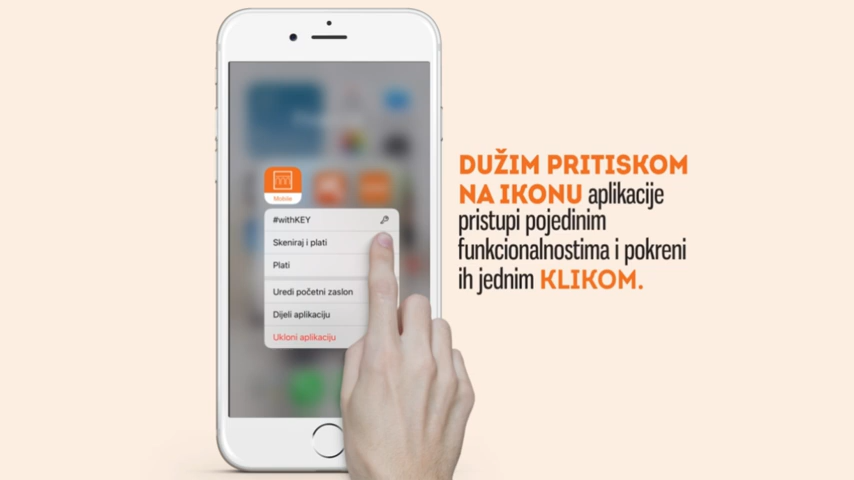 Mobile
#withKEY
Skeniraj i plati
Plati
Uredi početni zaslon
Dijeli aplikaciju
Ukloni aplikaciju
DUŽIM PRITISKOM
NA IKONU aplikacije
pristupi pojedinim
funkcionalnostima i pokreni
ih jednim KLIKOM.